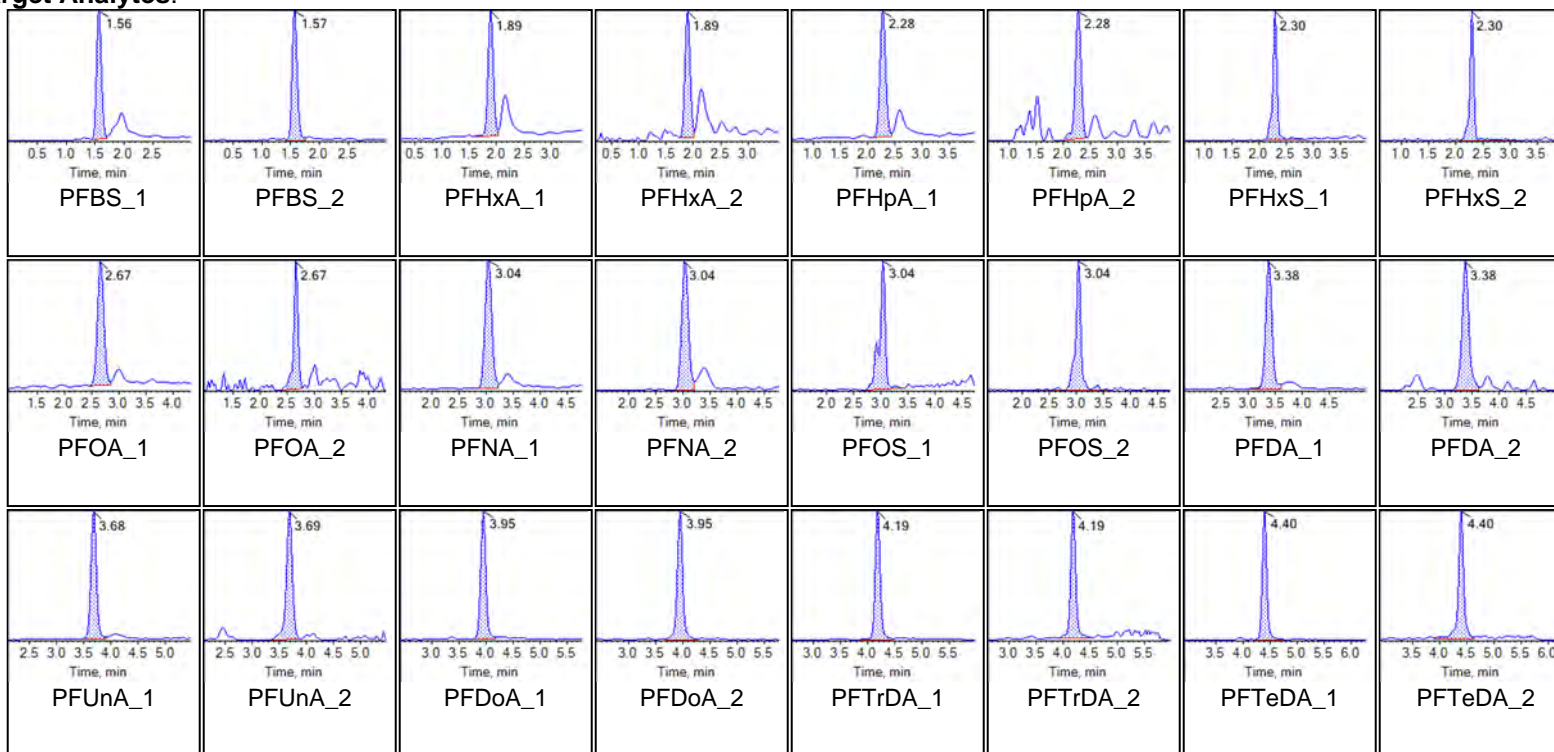 rget Analytes:
1.56 1.57 1.89 1.89 2.28 2.28 2.30 2.30
0.5 1.0 1.5 2.0 2.5 0.5 1.0 1.5 2.0 2.5 0.5 1.0 1.5 2.0 2.5 3.0 0.5 1.0 1.5 2.0 2.5 3.0 1.0 1.5 2.0 2.5 3.0 3.5 1.0 1.5 2.0 2.5 3.0 3.5 1.0 1.5 2.0 2.5 3.0 3.5 1.0 1.5 2.0 2.5 3.0 3.5
Time, min Time, min Time, min Time, min Time, min Time, min Time, min Time, min
PFBS_1 PFBS_2 PFHxA_1 PFHxA_2 PFHpA_1 PFHpA_2 PFHxS_1 PFHxS_2
2.67 2.67 3.04 3.04 3.04 3.04 3.38 3.38
1.5 2.0 2.5 3.0 3.5 4.0 1.5 2.0 2.5 3.0 3.5 4.0 2.0 2.5 3.0 3.5 4.0 4.5 2.0 2.5 3.0 3.5 4.0 4.5 2.0 2.5 3.0 3.5 4.0 4.5 2.0 2.5 3.0 3.5 4.0 4.5 2.5 3.0 3.5 4.0 4.5 2.5 3.0 3.5 4.0 4.5
Time, min Time, min Time, min Time, min Time, min Time, min Time, min Time, min
PFOA_1 PFOA_2 PFNA_1 PFNA_2 PFOS_1 PFOS_2 PFDA_1 PFDA_2
3.68 3.69 3.95 3.95 4.19 4.19 4.40 4.40
2.5 3.0 3.5 4.0 4.5 5.0 2.5 3.0 3.5 4.0 4.5 5.0 3.0 3.5 4.0 4.5 5.0 5.5 3.0 3.5 4.0 4.5 5.0 5.5 3.0 3.5 4.0 4.5 5.0 5.5 3.0 3.5 4.0 4.5 5.0 5.5 3.5 4.0 4.5 5.0 5.5 6.0 3.5 4.0 4.5 5.0 5.5 6.0
Time, min Time, min Time, min Time, min Time, min Time, min Time, min Time, min
PFUnA_1 PFUnA_2 PFDoA_1 PFDoA_2 PFTrDA_1 PFTrDA_2 PFTeDA_1 PFTeDA_2